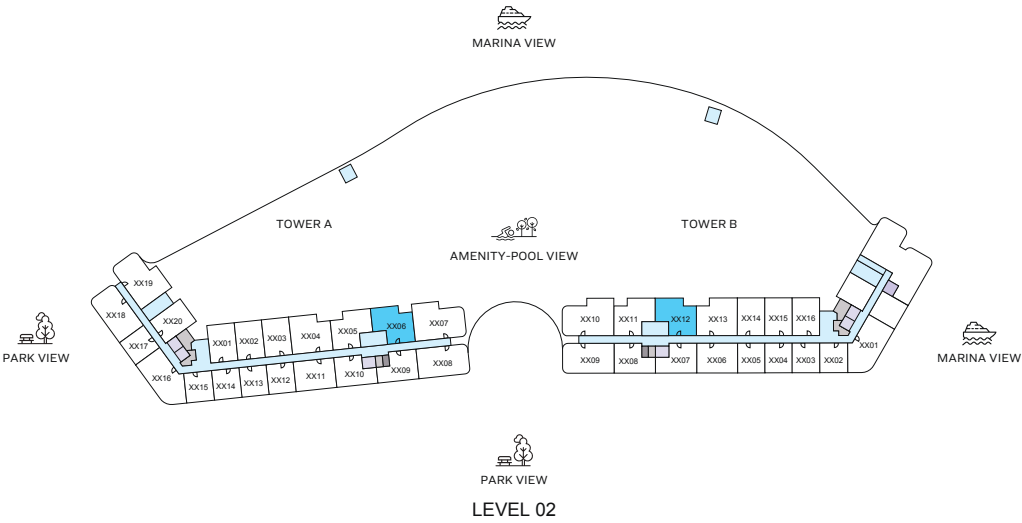 MARINA VIEW
TOWER A
TOWER B
AMENITY-POOL VIEW
XX19
XX18
XX20
XX17
XX16
XX01
XX02
XX03
XX04
XX05
XX06
XX07
XX15
XX14
XX13
XX12
XX11
XX10
XX09
XX08
XX10
XX11
XX12
XX13
XX14
XX15
XX16
XX09
XX08
XX07
XX06
XX05
XX04
XX03
XX02
XX01
PARK VIEW
MARINA VIEW
PARK VIEW
LEVEL 02